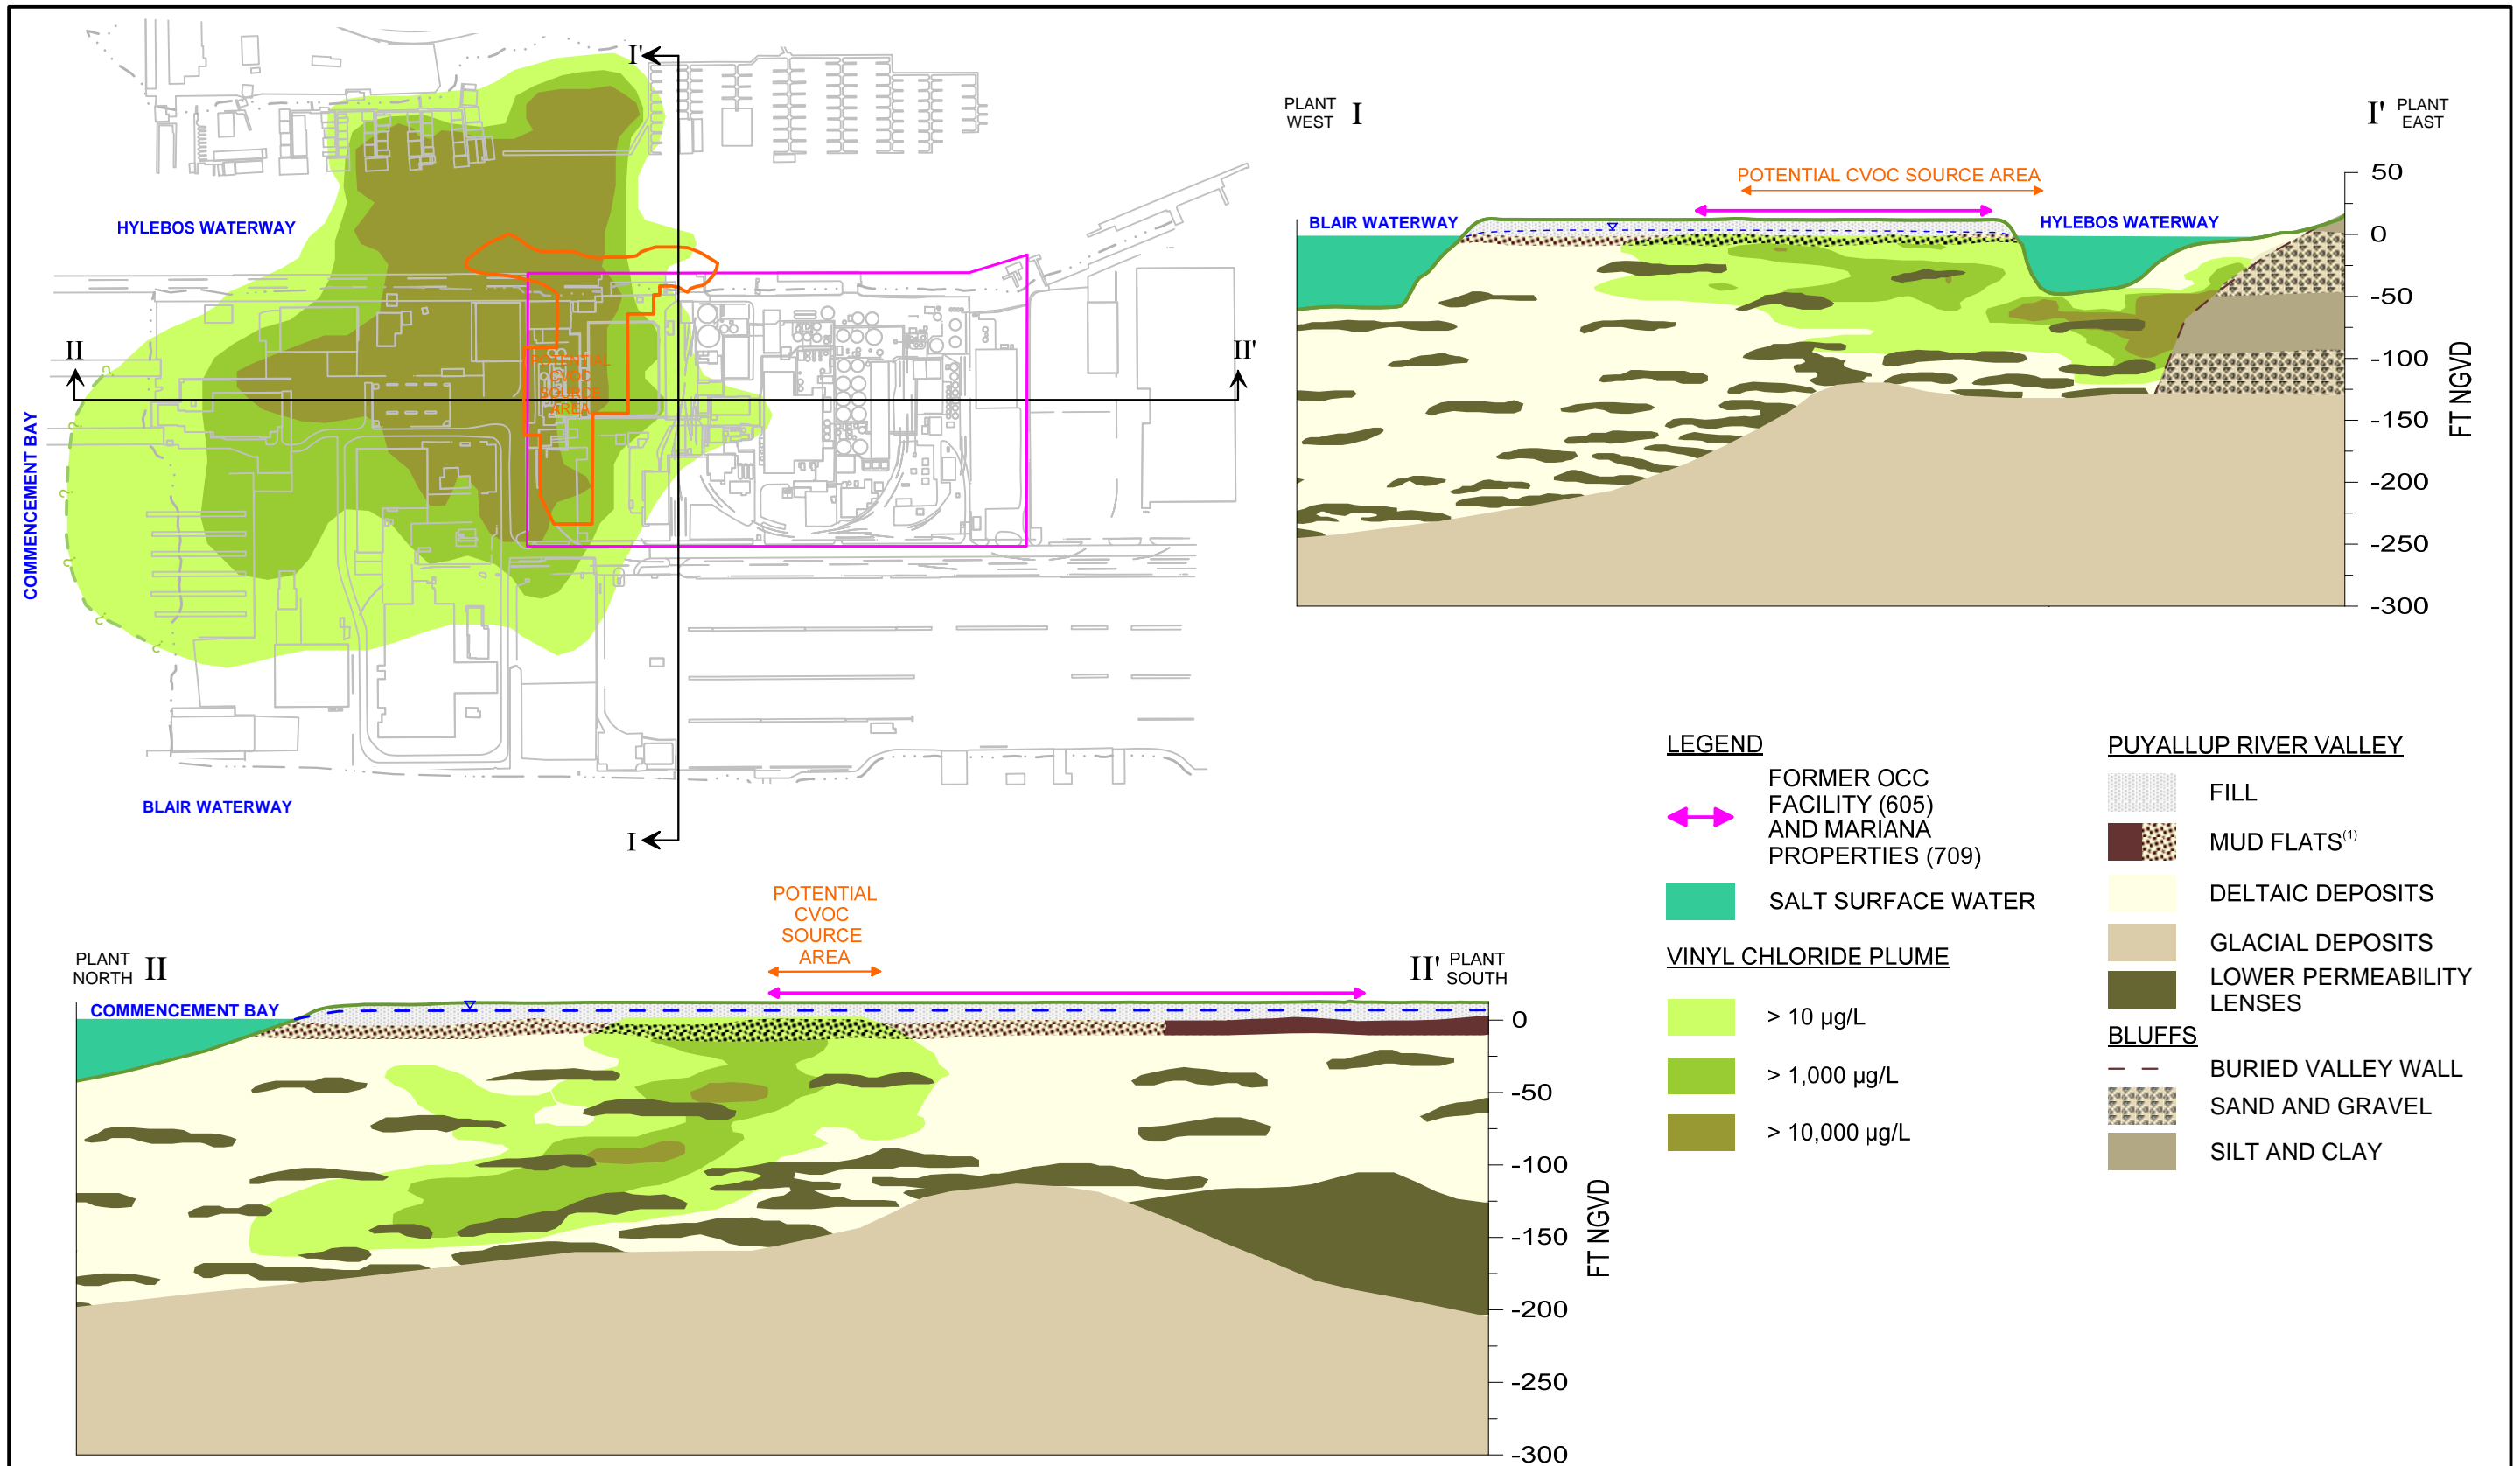 I'
HYLEBOS WATERWAY
II
II'
POTENTIAL
CVOC
SOURCE
AREA
COMMENCEMENT BAY
?
?
?
?
?
?
BLAIR WATERWAY
I
PLANT
WEST
I
I'
PLANT
EAST
POTENTIAL CVOC SOURCE AREA
BLAIR WATERWAY
HYLEBOS WATERWAY
50
0
-50
-100
-150
-200
-250
-300
FT NGVD
LEGEND
FORMER OCC
FACILITY (605)
AND MARIANA
PROPERTIES (709)
SALT SURFACE WATER
VINYL CHLORIDE PLUME
> 10 µg/L
> 1,000 µg/L
> 10,000 µg/L
PUYALLUP RIVER VALLEY
FILL
MUD FLATS(1)
DELTAIC DEPOSITS
GLACIAL DEPOSITS
LOWER PERMEABILITY
LENSES
BLUFFS
BURIED VALLEY WALL
SAND AND GRAVEL
SILT AND CLAY
POTENTIAL
CVOC
SOURCE
AREA
PLANT
NORTH
II
II'
PLANT
SOUTH
COMMENCEMENT BAY
0
-50
-100
-150
-200
-250
-300
FT NGVD